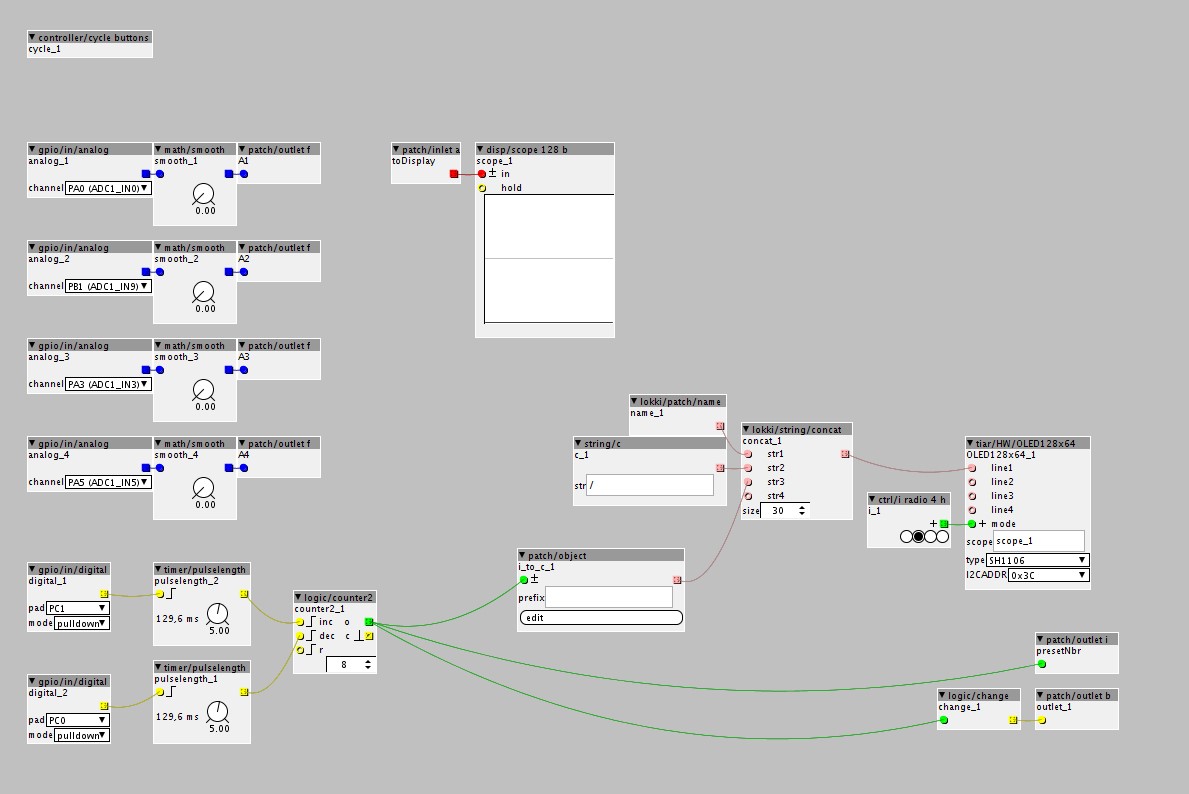 controller/cycle buttons
cycle_1
gpio/in/analog
analog_1
channel PA0 (ADC1_IN0)
math/smooth
smooth_1
0.00
patch/outlet f
A1
patch/inlet a
toDisplay
disp/scope 128 b
scope_1
± in
hold
gpio/in/analog
analog_2
channel PB1 (ADC1_IN9)
math/smooth
smooth_2
0.00
patch/outlet f
A2
gpio/in/analog
analog_3
channel PA3 (ADC1_IN3)
math/smooth
smooth_3
0.00
patch/outlet f
A3
gpio/in/analog
analog_4
channel PA5 (ADC1_IN5)
math/smooth
smooth_4
0.00
patch/outlet f
A4
lokki/patch/name
name_1
string/c
c_1
str /
lokki/string/concat
concat_1
str1
str2
str3
str4
size 30
ctrl/i radio 4 h
i_1
+
tiar/HW/OLED128x64
OLED128x64_1
line1
line2
line3
line4
+ mode
scope scope_1
type SH1106
I2CADDR 0x3C
gpio/in/digital
digital_1
pad PC1
mode pulldown
timer/pulselength
pulselength_2
129,6 ms
5.00
logic/counter2
counter2_1
inc o
dec c
r
8
patch/object
i_to_c_1
±
prefix
edit
gpio/in/digital
digital_2
pad PC0
mode pulldown
timer/pulselength
pulselength_1
129,6 ms
5.00
patch/outlet i
presetNbr
logic/change
change_1
patch/outlet b
outlet_1